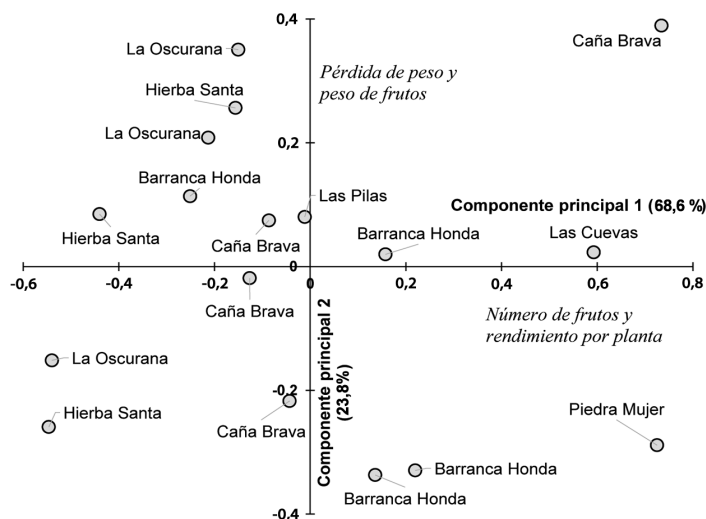 0,4
Caña Brava
La Oscurana
Pérdida de peso y
peso de frutos
Hierba Santa
La Oscurana
0,2
Barranca Honda
Las Pilas
Componente principal 1 (68,6 %)
Hierba Santa
Caña Brava
Barranca Honda
Las Cuevas
0
-0,6
-0,4
-0,2
0
0,2
0,4
0,6
0,8
Caña Brava
Número de frutos y
rendimiento por planta
La Oscurana
Componente principal 2
(23,8%)
-0,2
Hierba Santa
Caña Brava
Piedra Mujer
Barranca Honda
Barranca Honda
-0,4